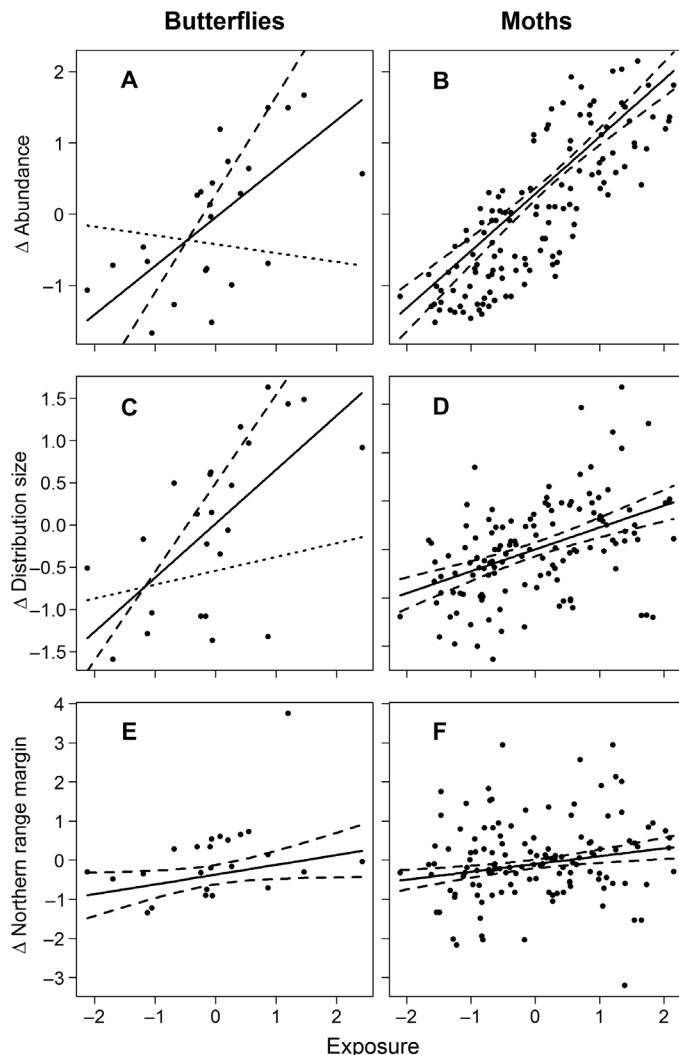 Butterflies Moths
A B
Δ Abundance
2
1
0
−1
C D
Δ Distribution size
1.5
1.0
0.5
0.0
−0.5
−1.0
−1.5
E F
Δ Northern range margin
4
3
2
1
0
−1
−2
−3
−2 −1 0 1 2 −2 −1 0 1 2
Exposure